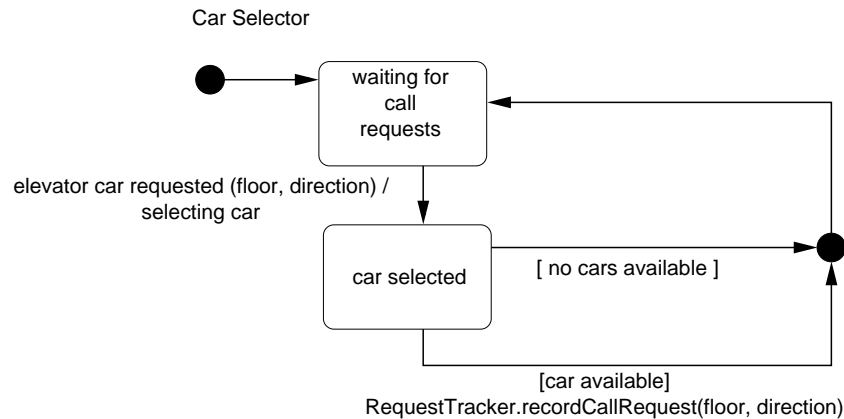 Car Selector
waiting for
call
requests
elevator car requested (floor, direction) /
selecting car
car selected
[ no cars available ]
[car available]
RequestTracker.recordCallRequest(floor, direction)